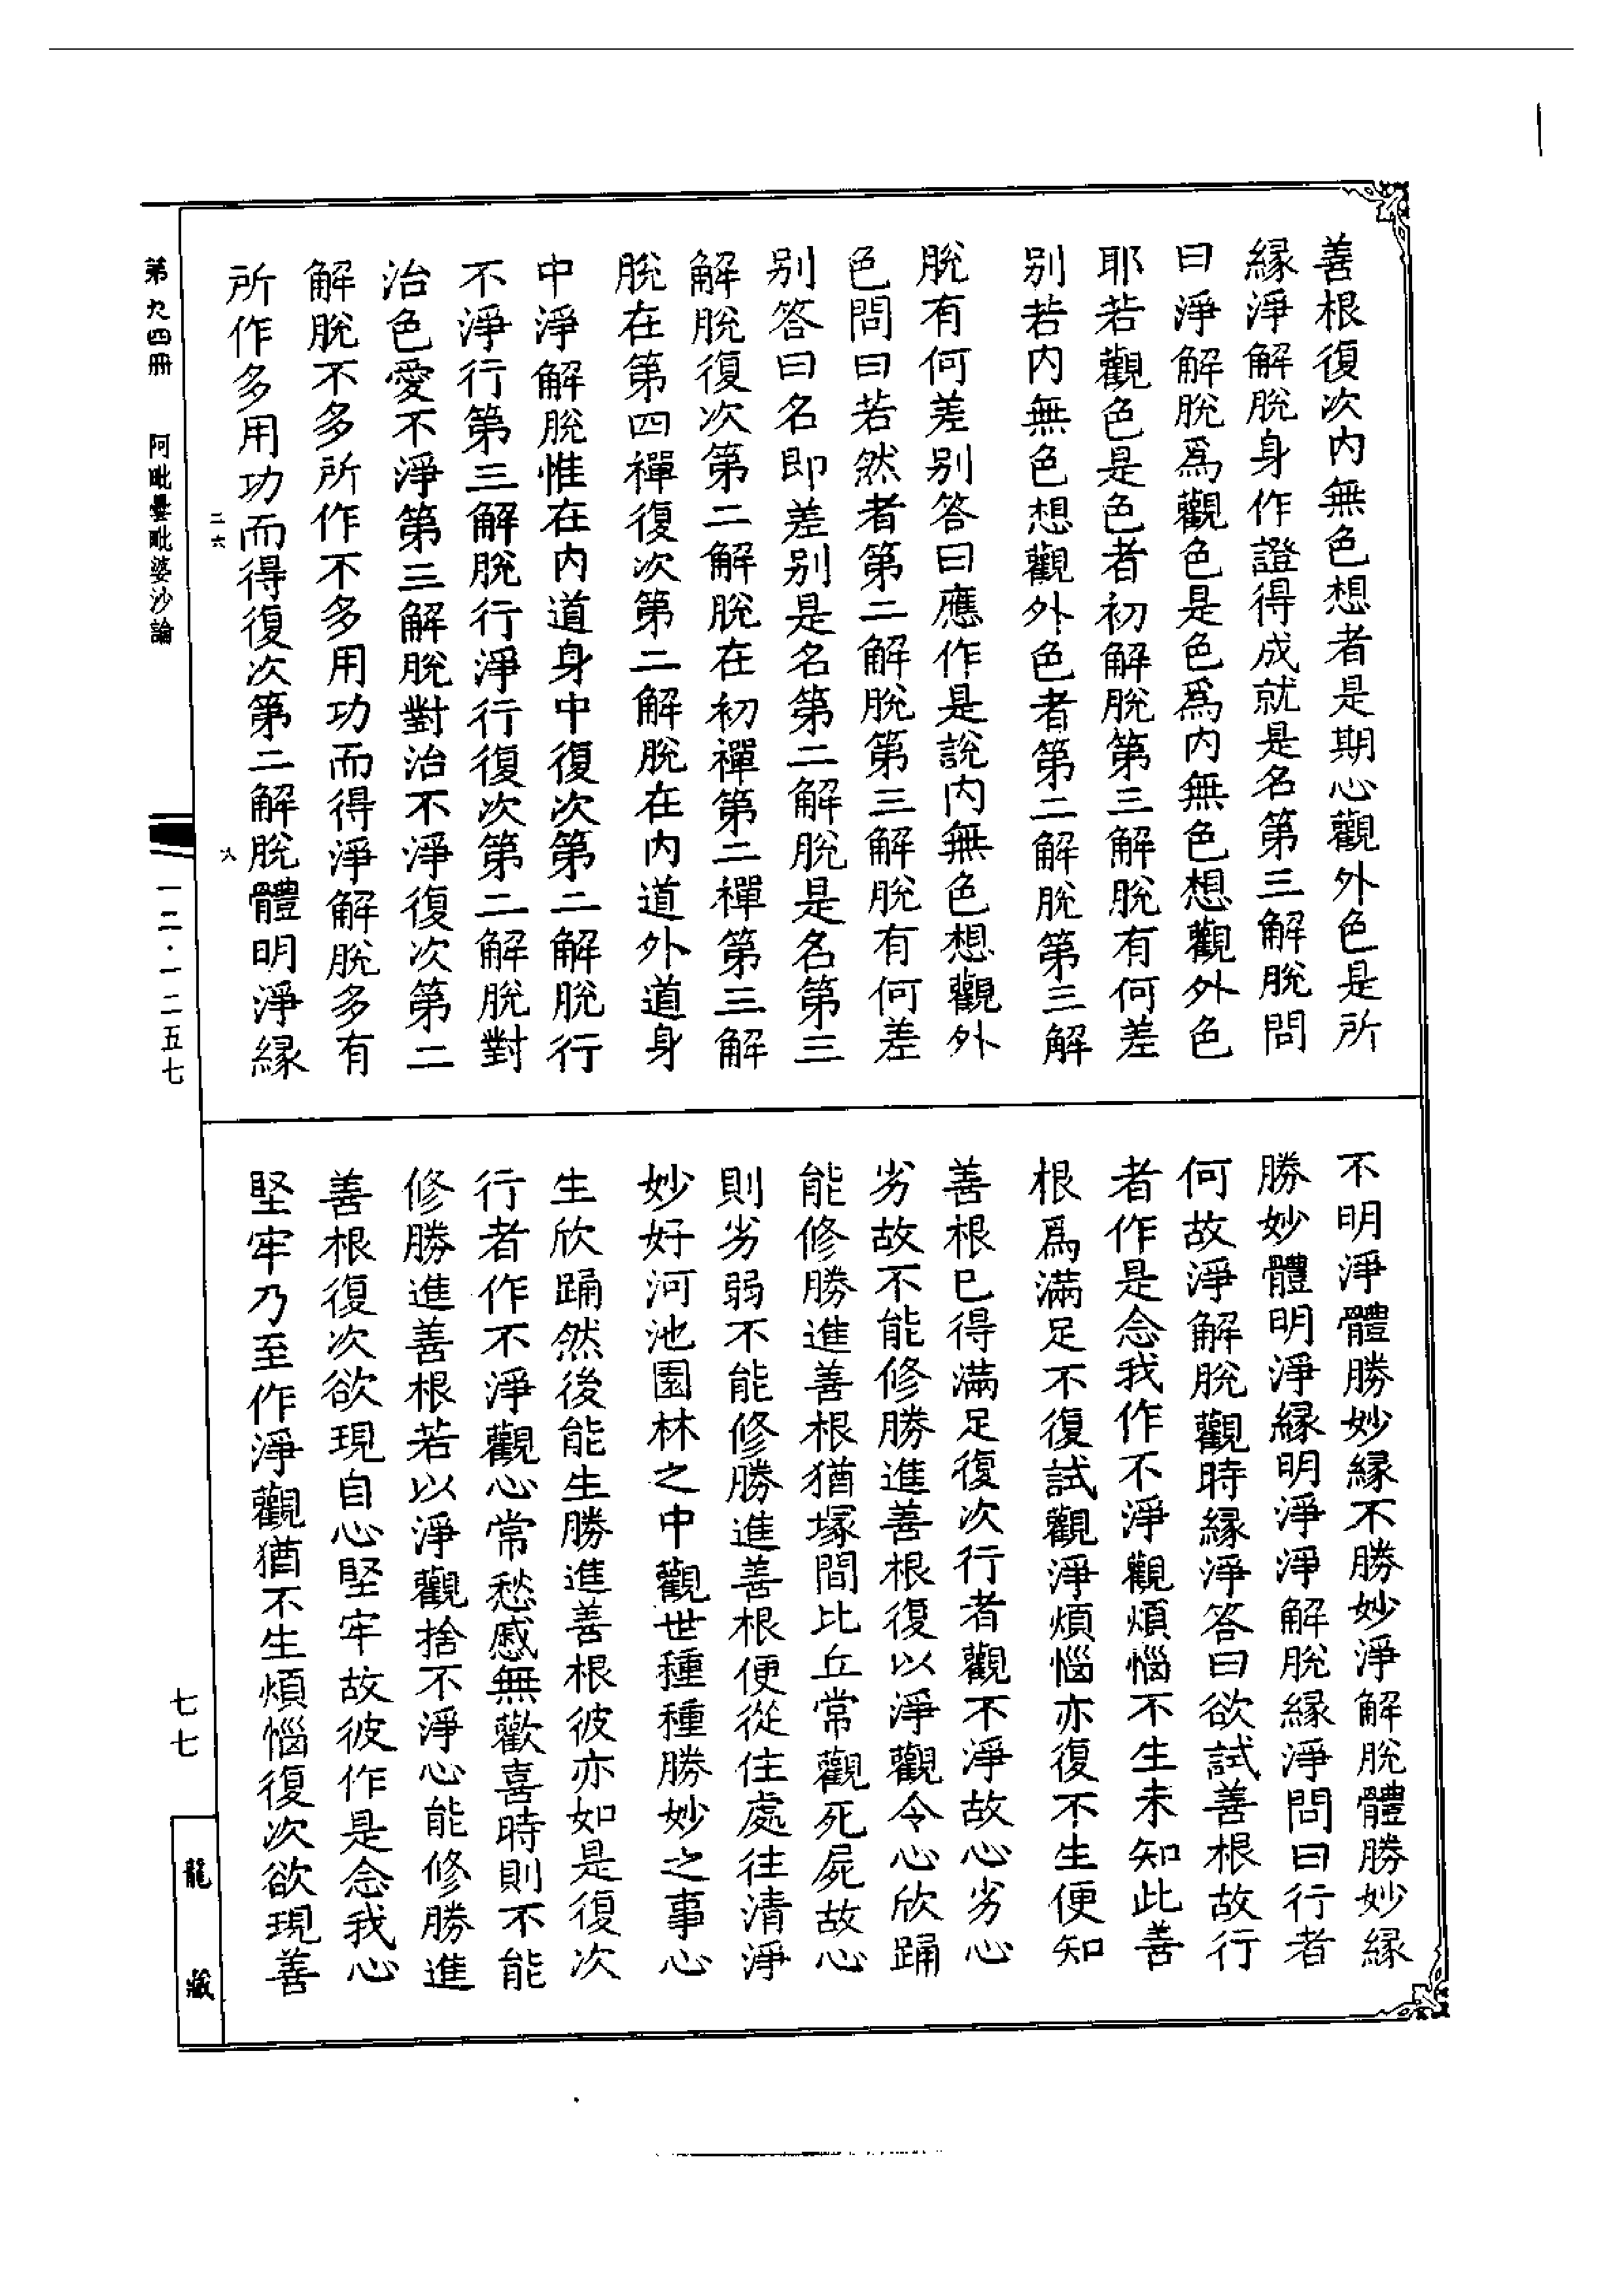 善根復次內無色想者是期心觀外色是所
緣淨解脫身作證得成就是名第三解脫問
曰淨解脫爲觀色是色爲內無色想觀外色
耶若觀色是色者初解脫第三解脫有何差
別若內無色想觀外色者第二解脫第三解
脫有何差別答曰應作是說內無色想觀外
色問曰若然者第二解脫第三解脫有何差
別答曰名即差別是名第二解脫是名第三
解脫復次第二解脫在初禪第二禪第三解
脫在第四禪復次第二解脫在內道外道身
中淨解脫惟在內道身中復次第二解脫行
不淨行第三解脫行淨行復次第二解脫對
治色愛不淨第三解脫對治不淨復次第二
解脫不多所作不多用功而得淨解脫多有
所作多用功而得復次第二解脫體明淨緣
不明淨體勝妙緣不勝妙淨解脫體勝妙緣
勝妙體明淨緣明淨淨解脫緣淨問曰行者
何故淨解脫觀時緣淨答曰欲試善根故行
者作是念我作不淨觀煩惱不生未知此善
根爲滿足不復試觀淨煩惱亦復不生便知
善根已得滿足復次行者觀不淨故心劣心
劣故不能修勝進善根復以淨觀令心欣踊
能修勝進善根猶塚間比丘常觀死屍故心
則劣弱不能修勝進善根便從住處往清淨
妙好河池園林之中觀世種種勝妙之事心
生欣踊然後能生勝進善根彼亦如是復次
行者作不淨觀心常愁慼無歡喜時則不能
修勝進善根若以淨觀捨不淨心能修勝進
善根復次欲現自心堅牢故彼作是念我心
堅牢乃至作淨觀猶不生煩惱復次欲現善
二六
八
第九四冊
阿毗曇毗婆沙論
一二·一二五七
七七
龍藏